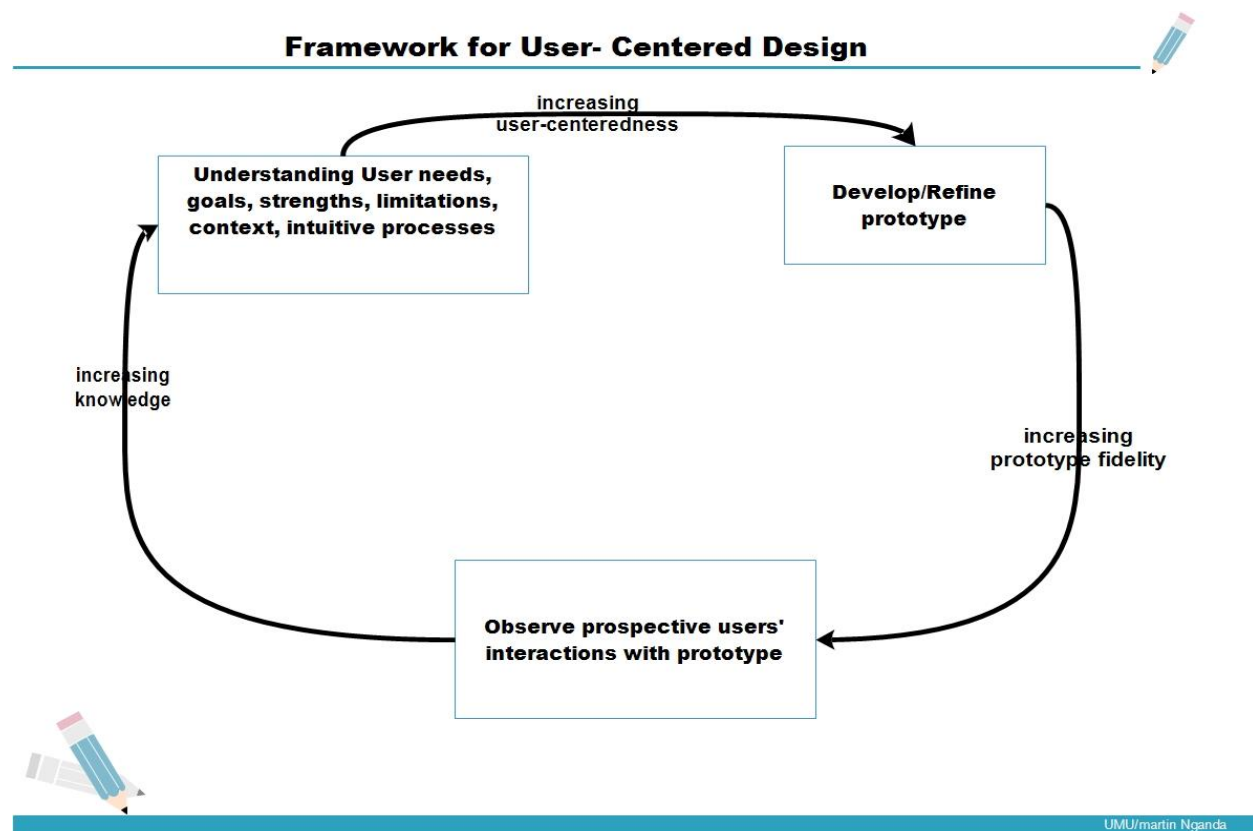 Framework for User- Centered Design
increasing
user-centeredness
Understanding User needs,
goals, strengths, limitations,
context, intuitive processes
Develop/Refine
prototype
increasing
knowledge
increasing
prototype fidelity
Observe prospective users'
interactions with prototype
UMU/martin Nganda